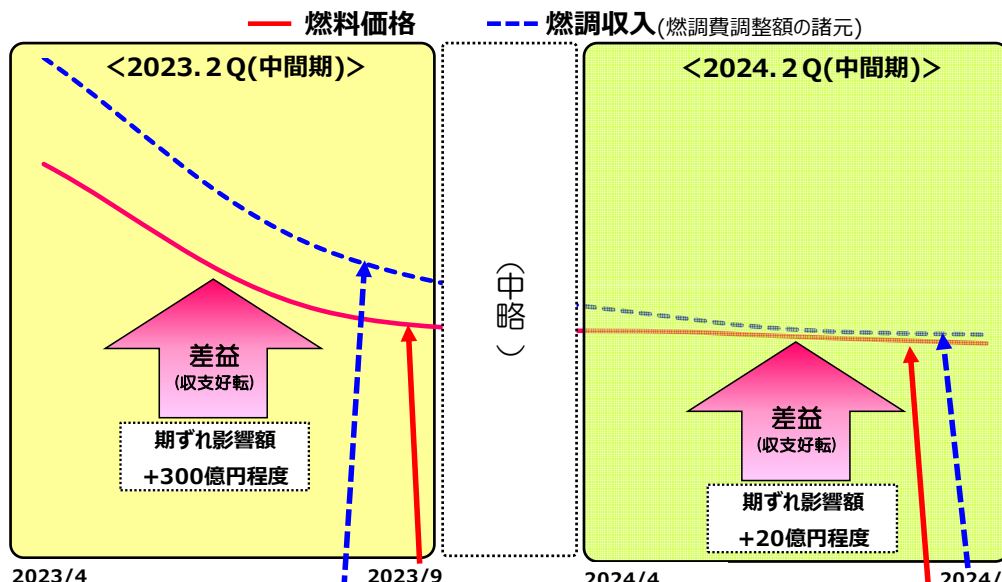 燃料価格 燃調収入(燃調費調整額の諸元)
<2023.2Q(中間期)>
差益
(収支好転)
期ずれ影響額
+300億円程度
2023/4 2023/9
(中略)
<2024.2Q(中間期)>
差益
(収支好転)
期ずれ影響額
+20億円程度
2024/4